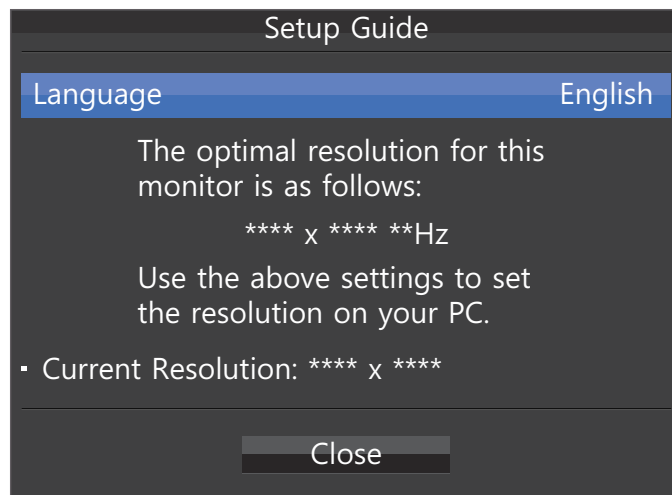 Setup Guide
Language English
The optimal resolution for this
monitor is as follows:
**** x **** **Hz
Use the above settings to set
the resolution on your PC.
▪ Current Resolution: **** x ****
Close